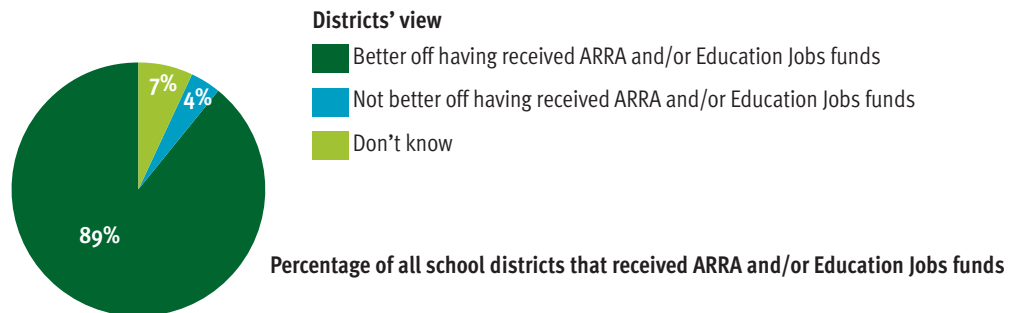 Districts' view
Better off having received ARRA and/or Education Jobs funds
Not better off having received ARRA and/or Education Jobs funds
Don't know
7%
4%
89%
Percentage of all school districts that received ARRA and/or Education Jobs funds